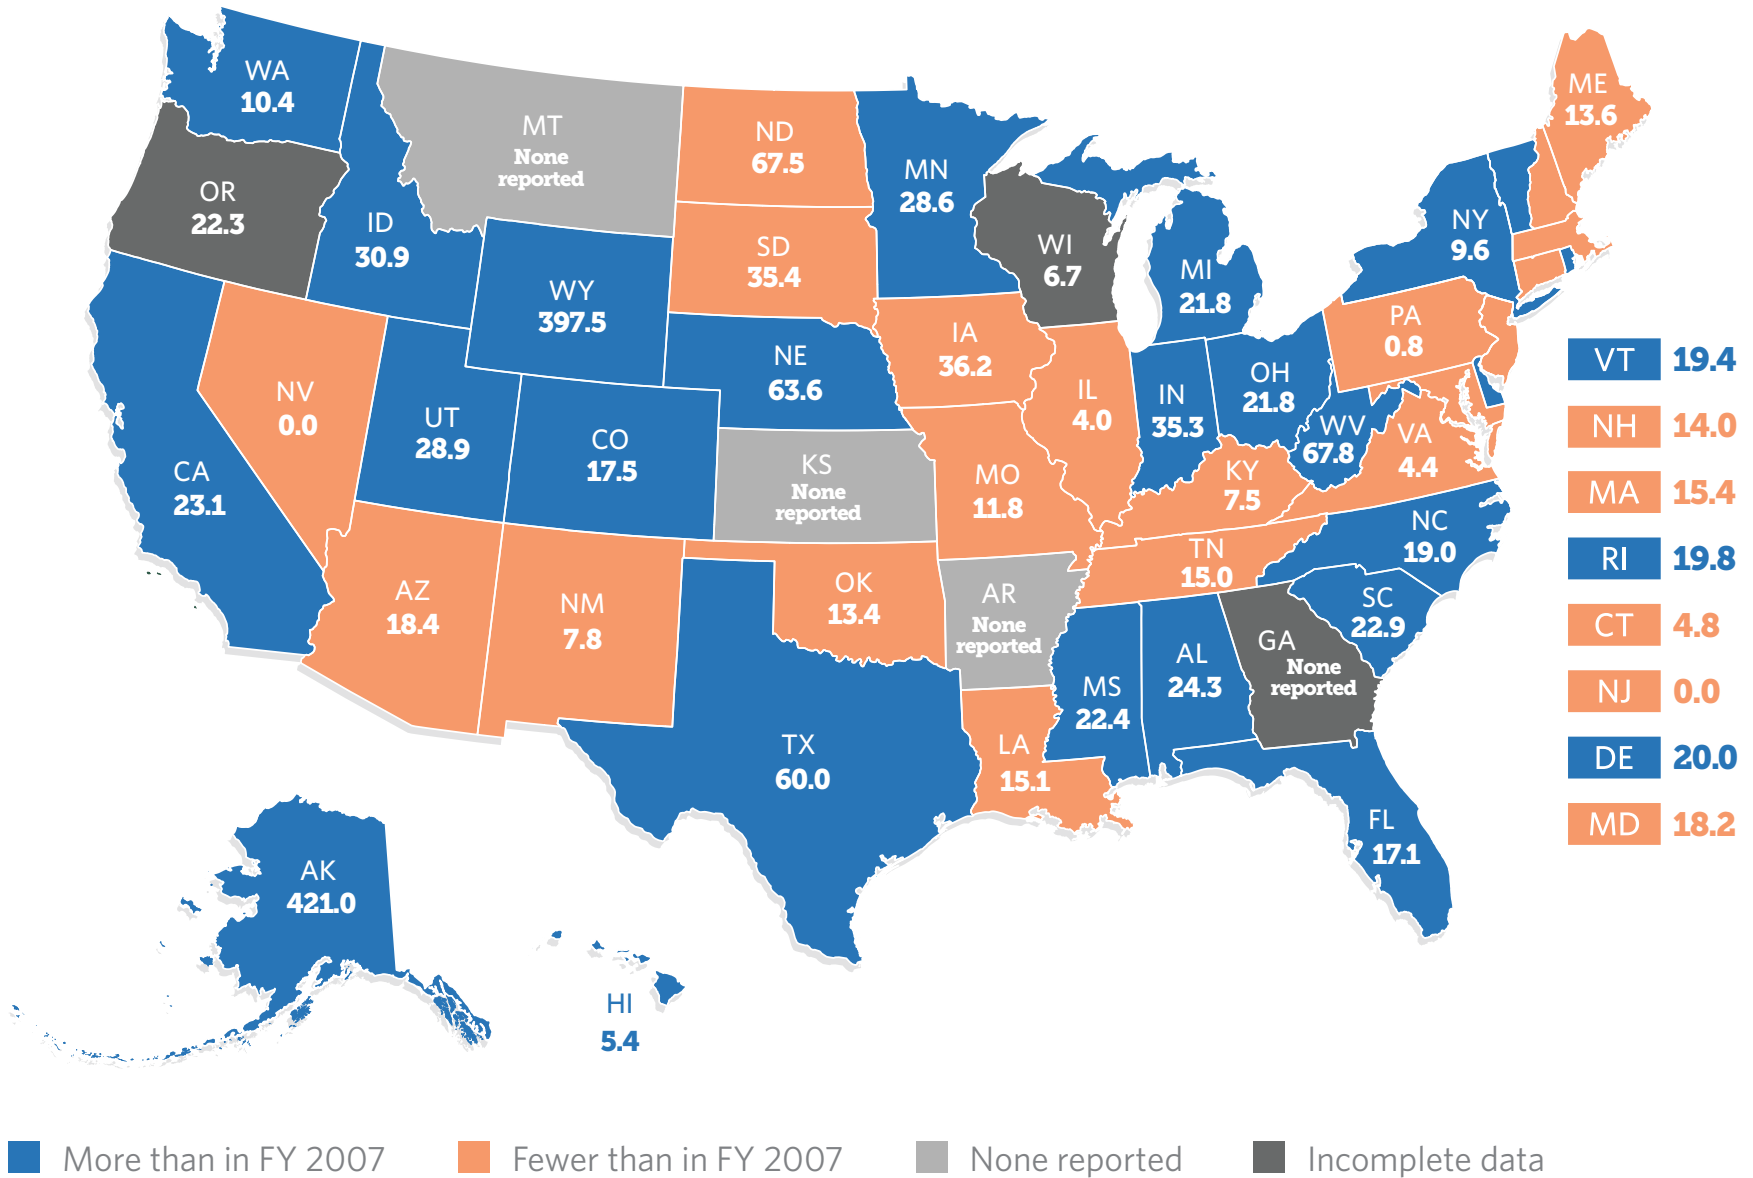 WA
10.4
MT
None
reported
ND
67.5
MN
28.6
ME
13.6
OR
22.3
ID
30.9
WY
397.5
SD
35.4
WI
6.7
MI
21.8
NY
9.6
NV
0.0
UT
28.9
CO
17.5
NE
63.6
IA
36.2
IL
4.0
IN
35.3
OH
21.8
PA
0.8
WV
67.8
VA
4.4
CA
23.1
KS
None
reported
MO
11.8
KY
7.5
NC
19.0
AZ
18.4
NM
7.8
OK
13.4
AR
None
reported
TN
15.0
SC
22.9
GA
None
reported
AL
24.3
MS
22.4
LA
15.1
TX
60.0
FL
17.1
AK
421.0
HI
5.4
VT 19.4
NH 14.0
MA 15.4
RI 19.8
CT 4.8
NJ 0.0
DE 20.0
MD 18.2
More than in FY 2007
Fewer than in FY 2007
None reported
Incomplete data